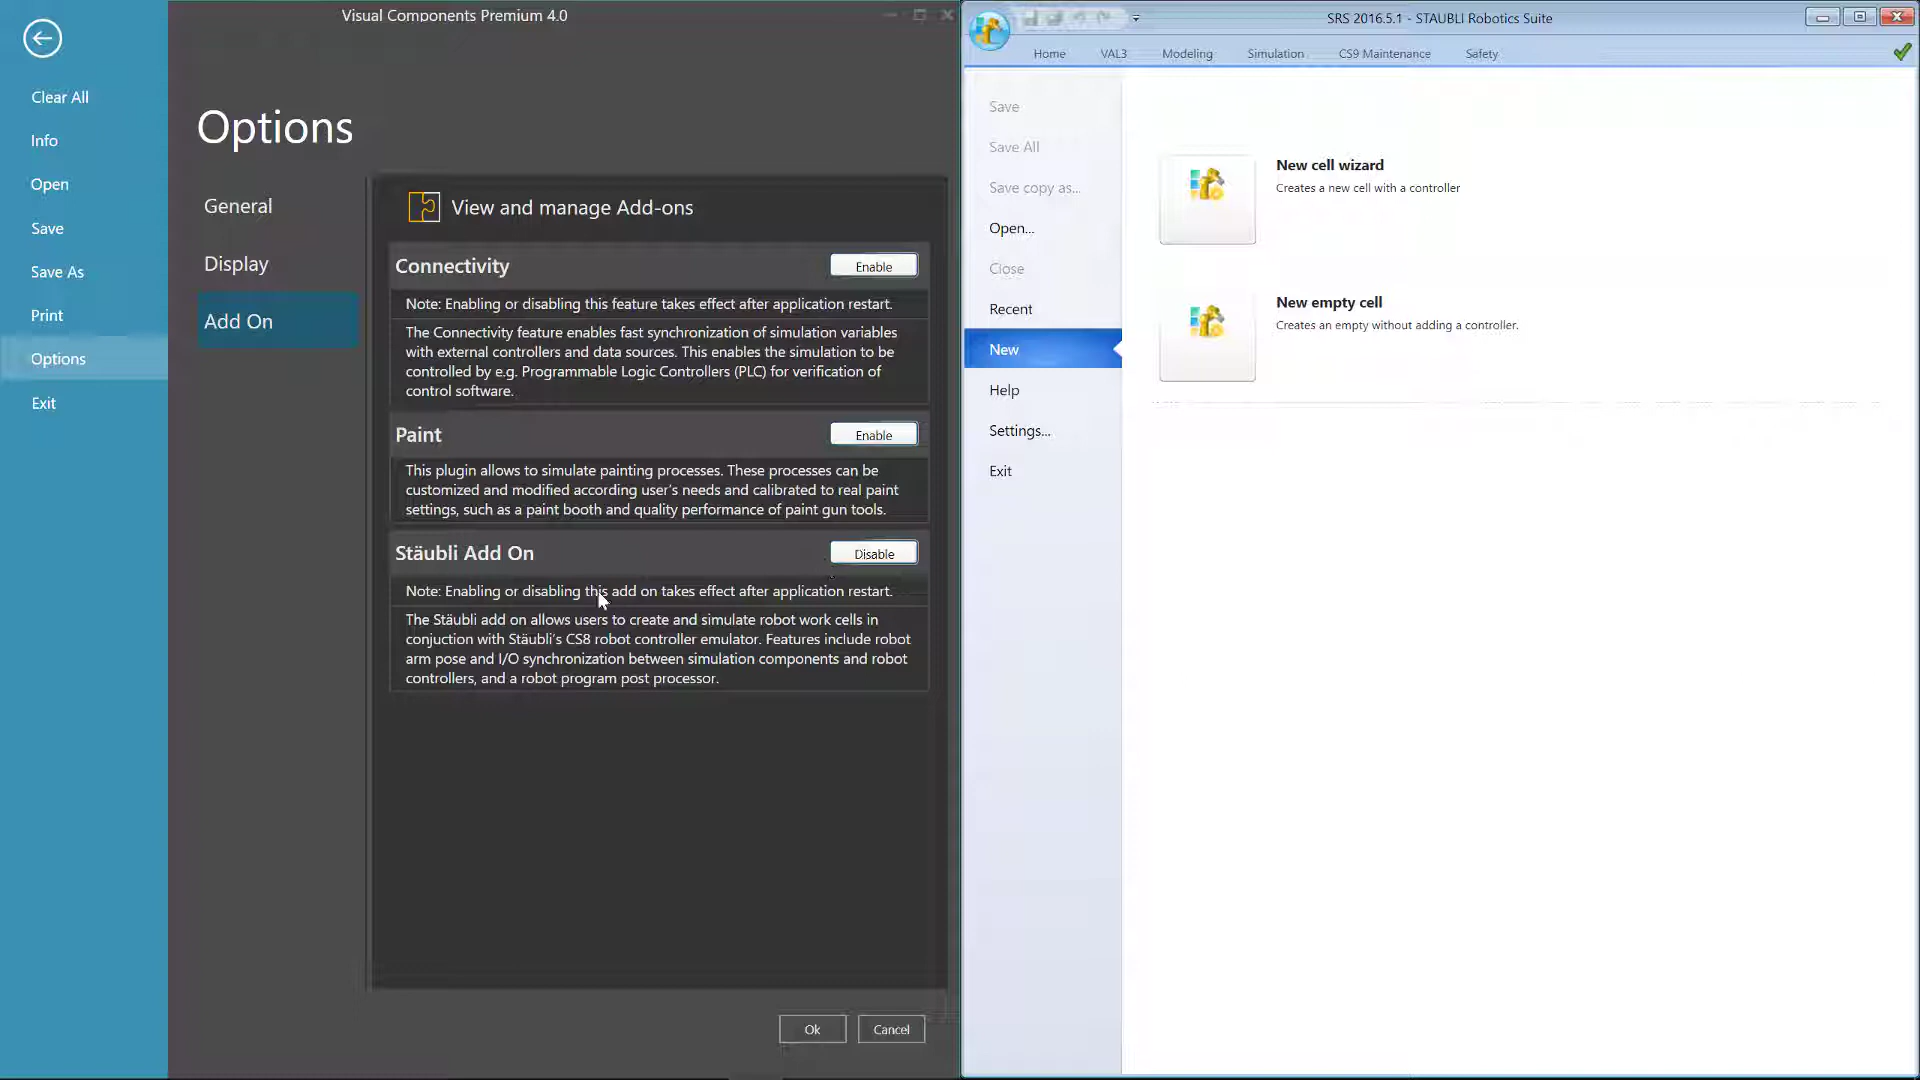 Visual Components Premium 4.0
Clear All
Info
Open
Save
Save As
Print
Options
Exit
Options
General
Display
Add On
View and manage Add-ons
Connectivity
Enable
Note: Enabling or disabling this feature takes effect after application restart.
The Connectivity feature enables fast synchronization of simulation variables
with external controllers and data sources. This enables the simulation to be
controlled by e.g. Programmable Logic Controllers (PLC) for verification of
control software.
Paint
Enable
This plugin allows to simulate painting processes. These processes can be
customized and modified according user's needs and calibrated to real paint
settings, such as a paint booth and quality performance of paint gun tools.
Stäubli Add On
Disable
Note: Enabling or disabling this add on takes effect after application restart.
The Stäubli add on allows users to create and simulate robot work cells in
conjuction with Stäubli's CS8 robot controller emulator. Features include robot
arm pose and I/O synchronization between simulation components and robot
controllers, and a robot program post processor.
Ok
Cancel
SRS 2016.5.1 - STAUBLI Robotics Suite
Home
VAL3
Modeling
Simulation
CS9 Maintenance
Safety
Save
Save All
Save copy as...
Open...
Close
Recent
New
Help
Settings...
Exit
New cell wizard
Creates a new cell with a controller
New empty cell
Creates an empty without adding a controller.